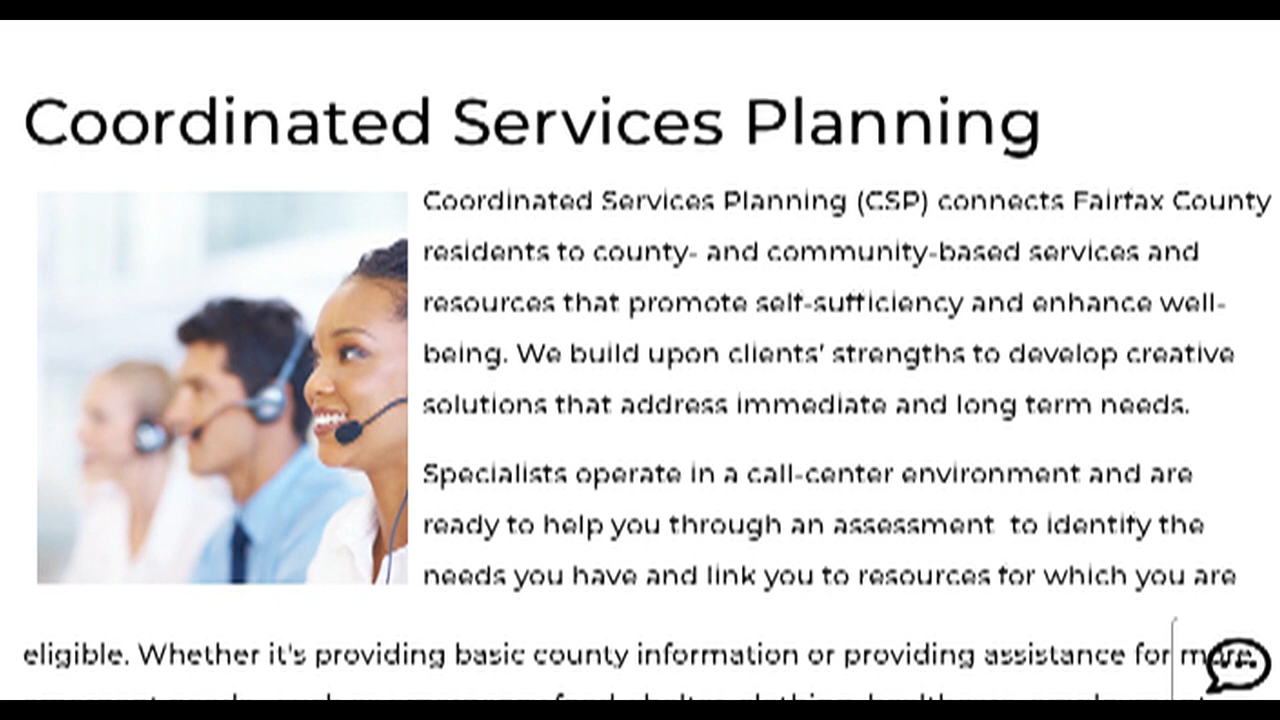 Coordinated Services Planning
Coordinated Services Planning (CSP) connects Fairfax County
residents to county- and community-based services and
resources that promote self-sufficiency and enhance well-
being. We build upon clients' strengths to develop creative
solutions that address immediate and long term needs.
Specialists operate in a call-center environment and are
ready to help you through an assessment  to identify the
needs you have and link you to resources for which you are
eligible. Whether it's providing basic county information or providing assistance for